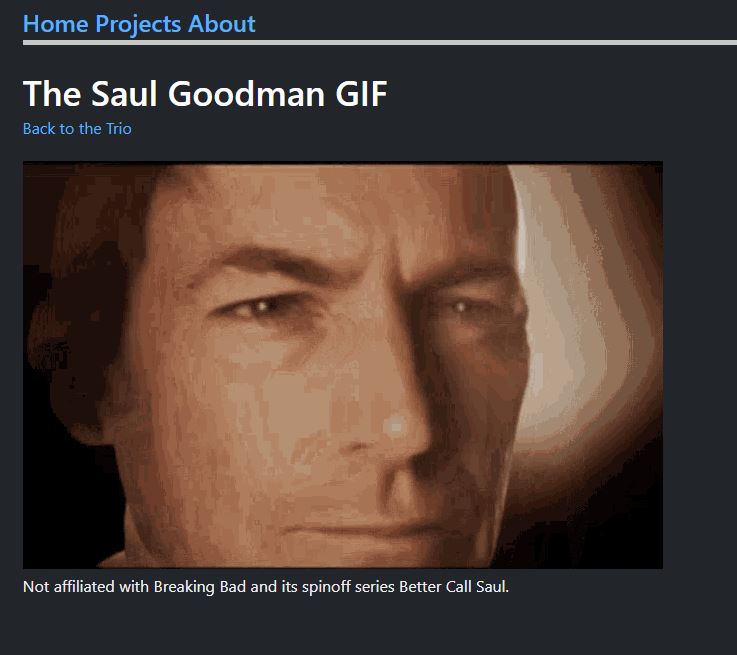 Home Projects About
The Saul Goodman GIF
Back to the Trio
Not affiliated with Breaking Bad and its spinoff series Better Call Saul.